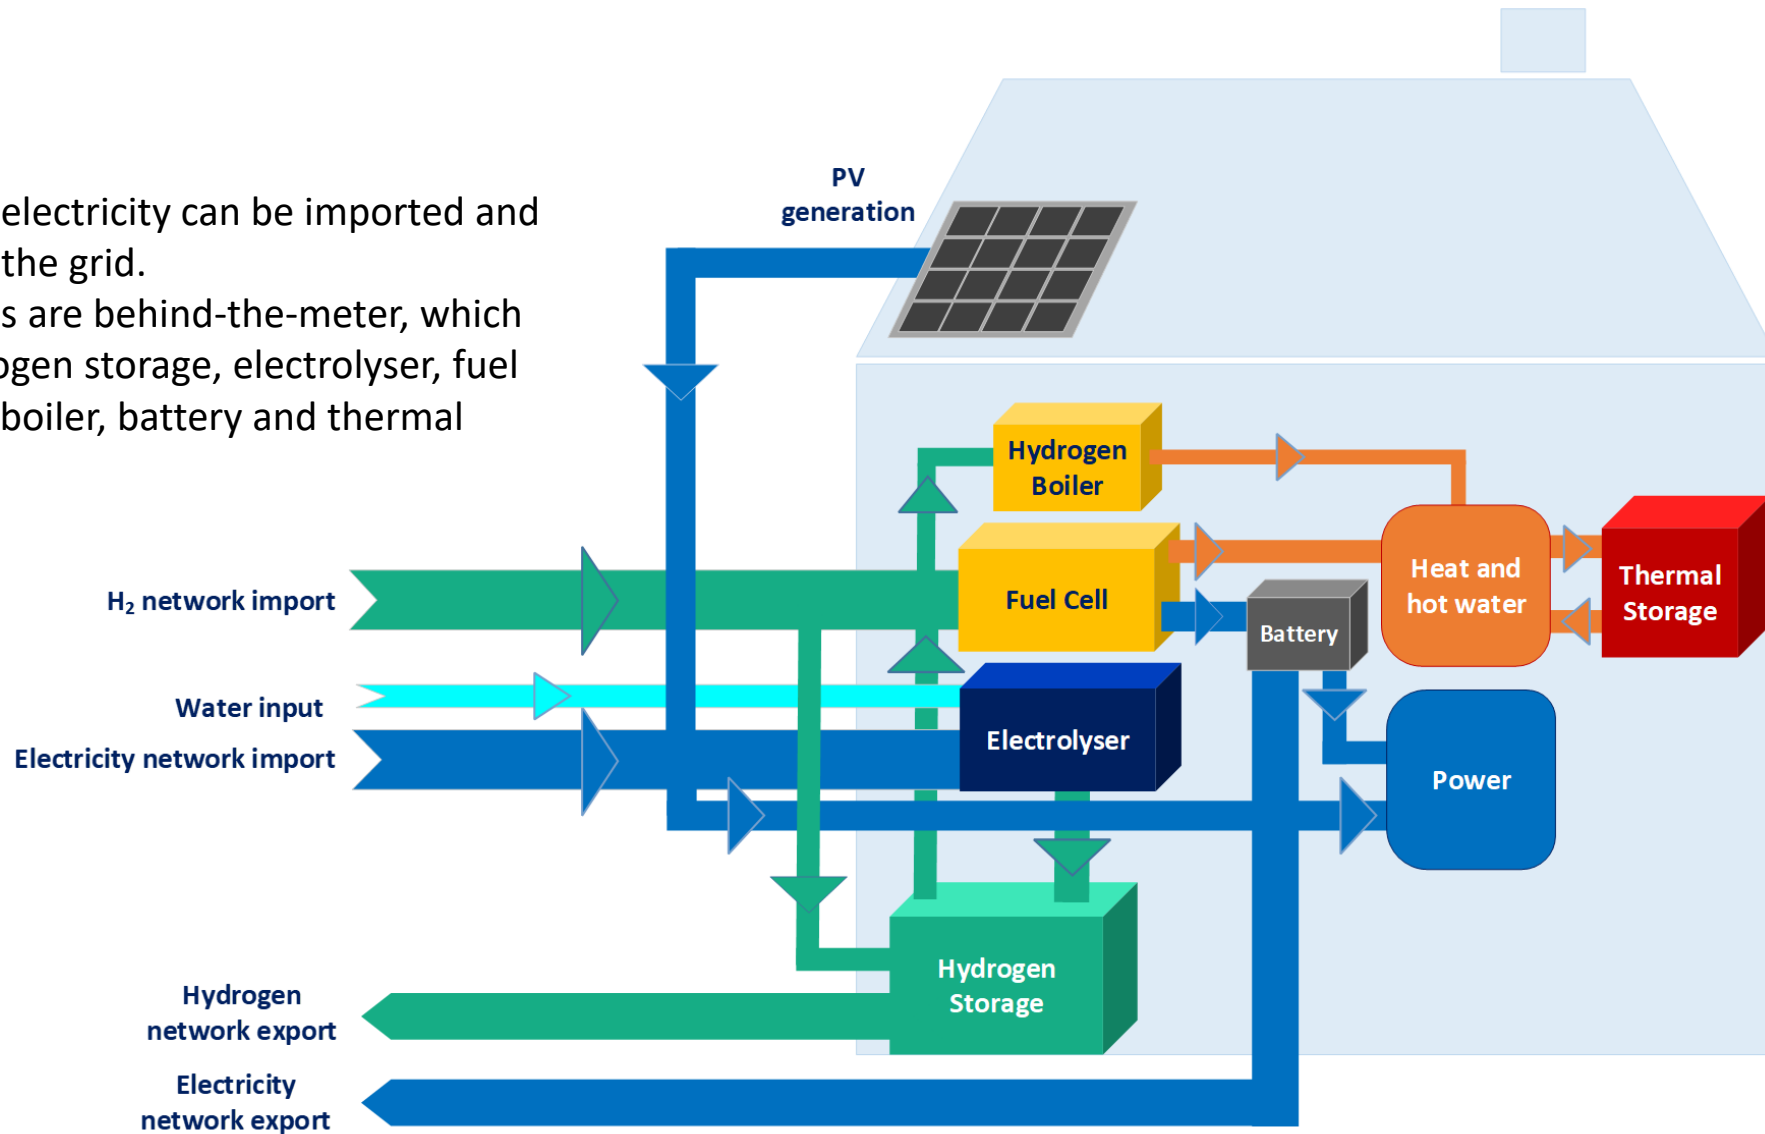 electricity can be imported and
the grid.
s are behind-the-meter, which
ogen storage, electrolyser, fuel
boiler, battery and thermal
PV
generation
Hydrogen
Boiler
Fuel Cell
Heat and
hot water
Thermal
Storage
Battery
H₂ network import
Water input
Electricity network import
Electrolyser
Power
Hydrogen
Storage
Hydrogen
network export
Electricity
network export